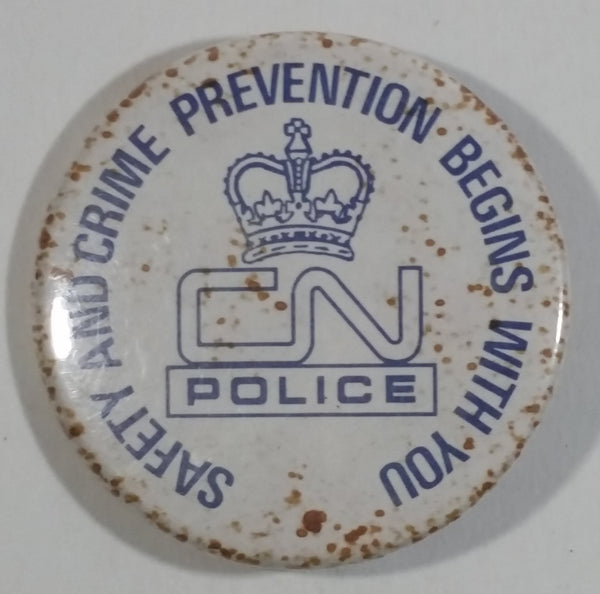 SAFETY AND CRIME PREVENTION BEGINS WITH YOU
CN
POLICE